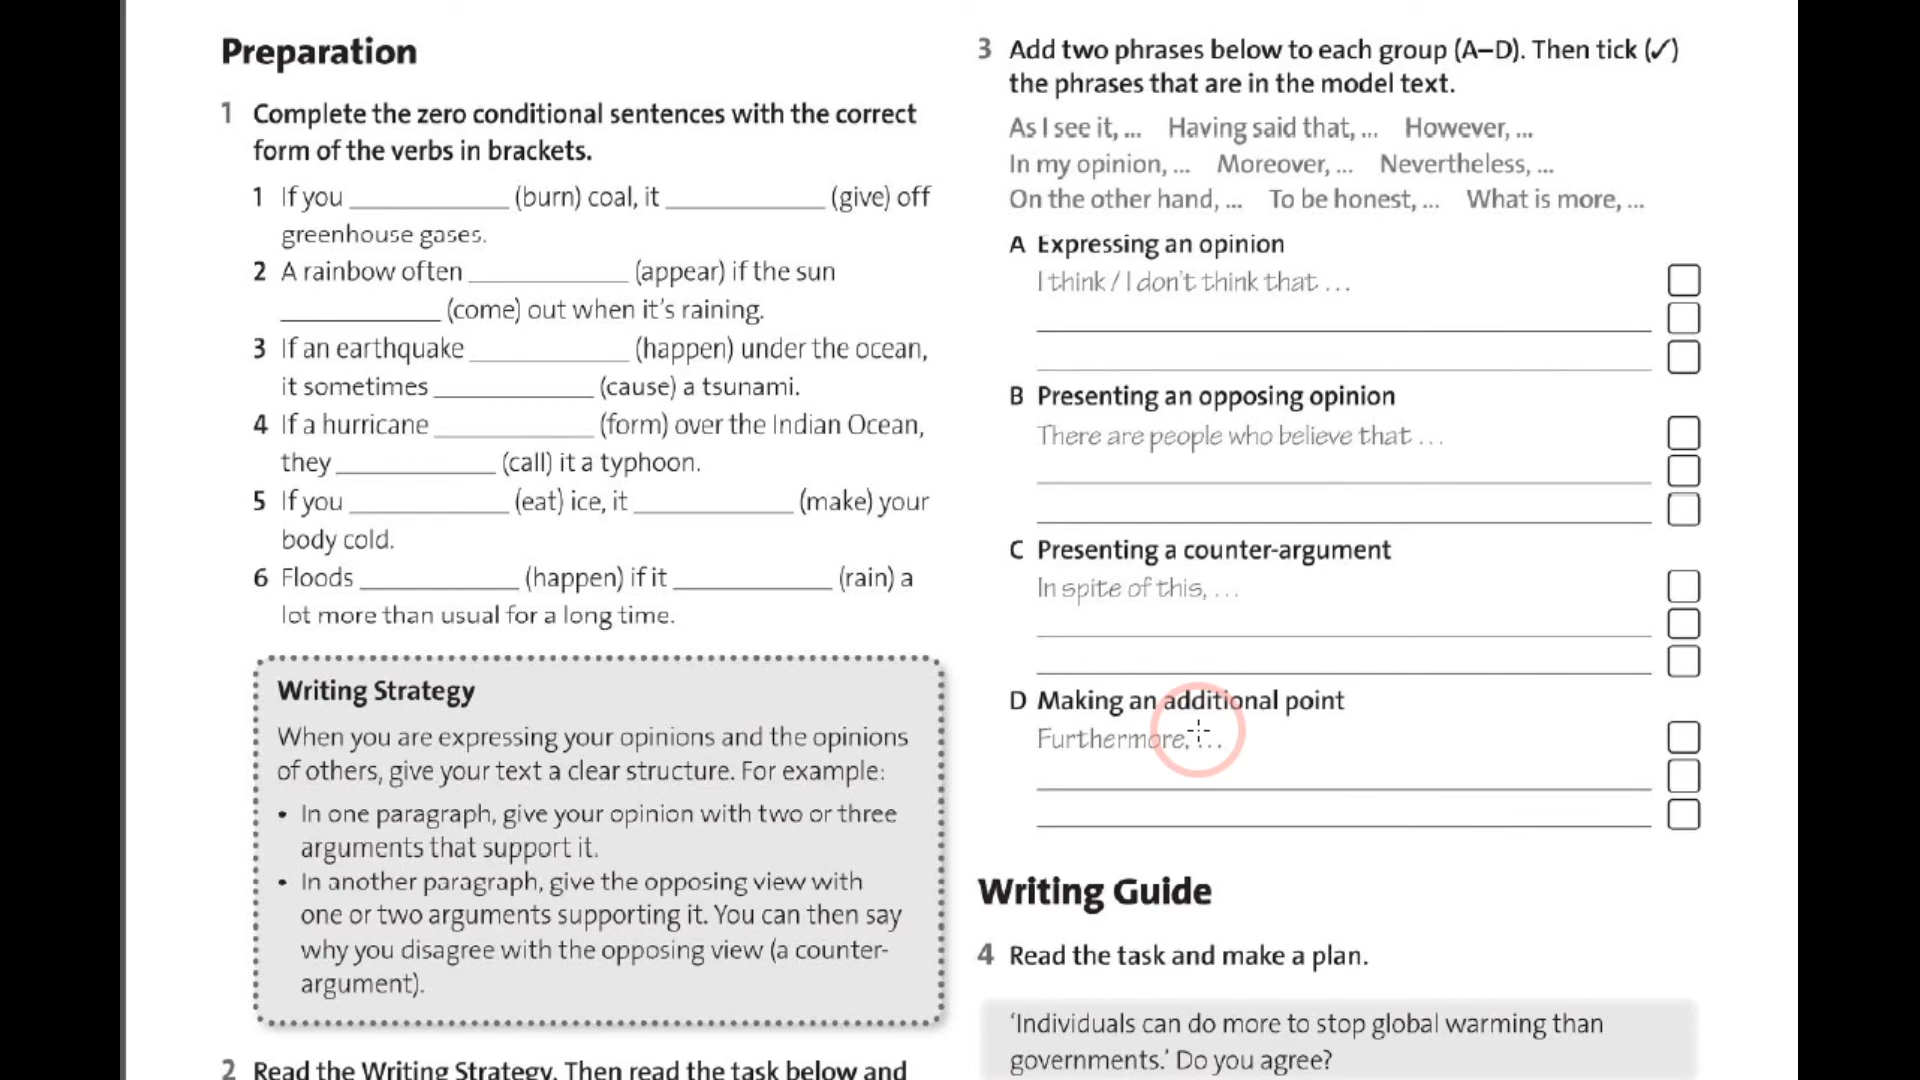 Preparation
1 Complete the zero conditional sentences with the correct
form of the verbs in brackets.
1 If you ____________ (burn) coal, it ____________ (give) off
greenhouse gases.
2 A rainbow often ____________ (appear) if the sun
____________ (come) out when it's raining.
3 If an earthquake ____________ (happen) under the ocean,
it sometimes ____________ (cause) a tsunami.
4 If a hurricane ____________ (form) over the Indian Ocean,
they ____________ (call) it a typhoon.
5 If you ____________ (eat) ice, it ____________ (make) your
body cold.
6 Floods ____________ (happen) if it ____________ (rain) a
lot more than usual for a long time.
Writing Strategy
When you are expressing your opinions and the opinions
of others, give your text a clear structure. For example:
• In one paragraph, give your opinion with two or three
arguments that support it.
• In another paragraph, give the opposing view with
one or two arguments supporting it. You can then say
why you disagree with the opposing view (a counter-
argument).
2 Read the Writing Strategy. Then read the task below and
3 Add two phrases below to each group (A–D). Then tick (✓)
the phrases that are in the model text.
As I see it, ... Having said that, ... However, ...
In my opinion, ... Moreover, ... Nevertheless, ...
On the other hand, ... To be honest, ... What is more, ...
A Expressing an opinion
I think / I don't think that ...
B Presenting an opposing opinion
There are people who believe that ...
C Presenting a counter-argument
In spite of this, ...
D Making an additional point
Furthermore, ...
Writing Guide
4 Read the task and make a plan.
'Individuals can do more to stop global warming than
governments.' Do you agree?